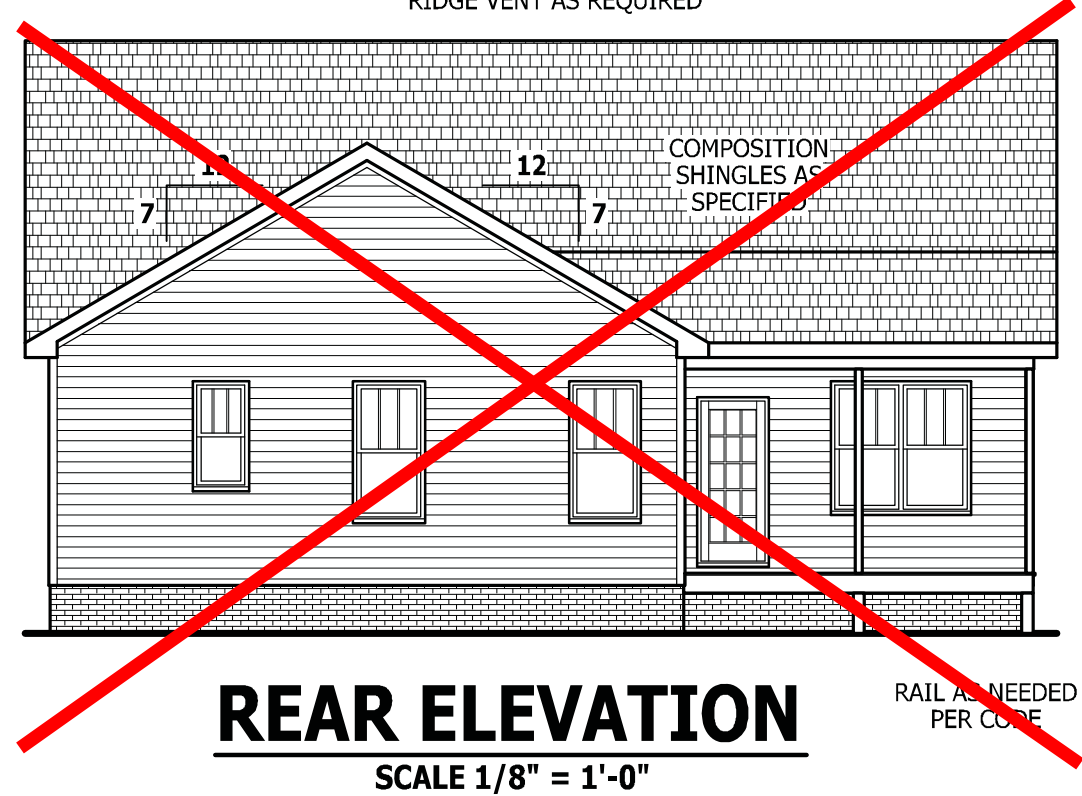 RIDGE VENT AS REQUIRED
12
12
COMPOSITION
SHINGLES AS
SPECIFIED
7
7
REAR ELEVATION
RAIL AS NEEDED
PER CODE
SCALE 1/8" = 1'-0"